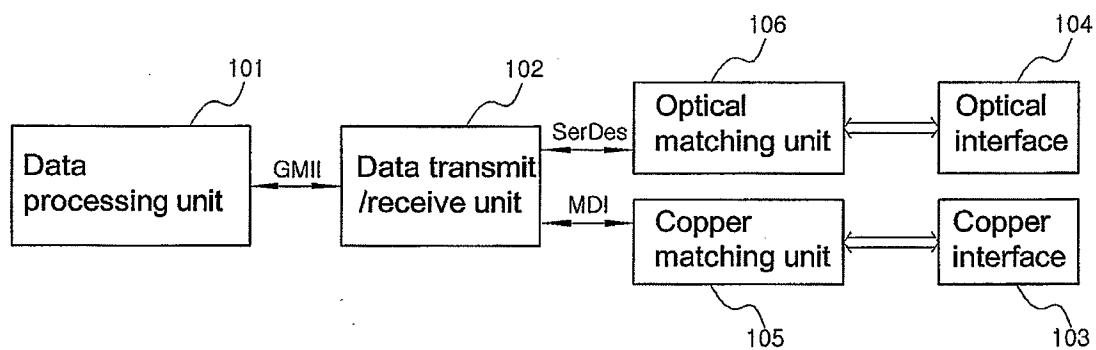 106
104
101
102
Optical
matching unit
Optical
interface
SerDes
Data
processing unit
GMII
Data transmit
/receive unit
MDI
Copper
matching unit
Copper
interface
105
103